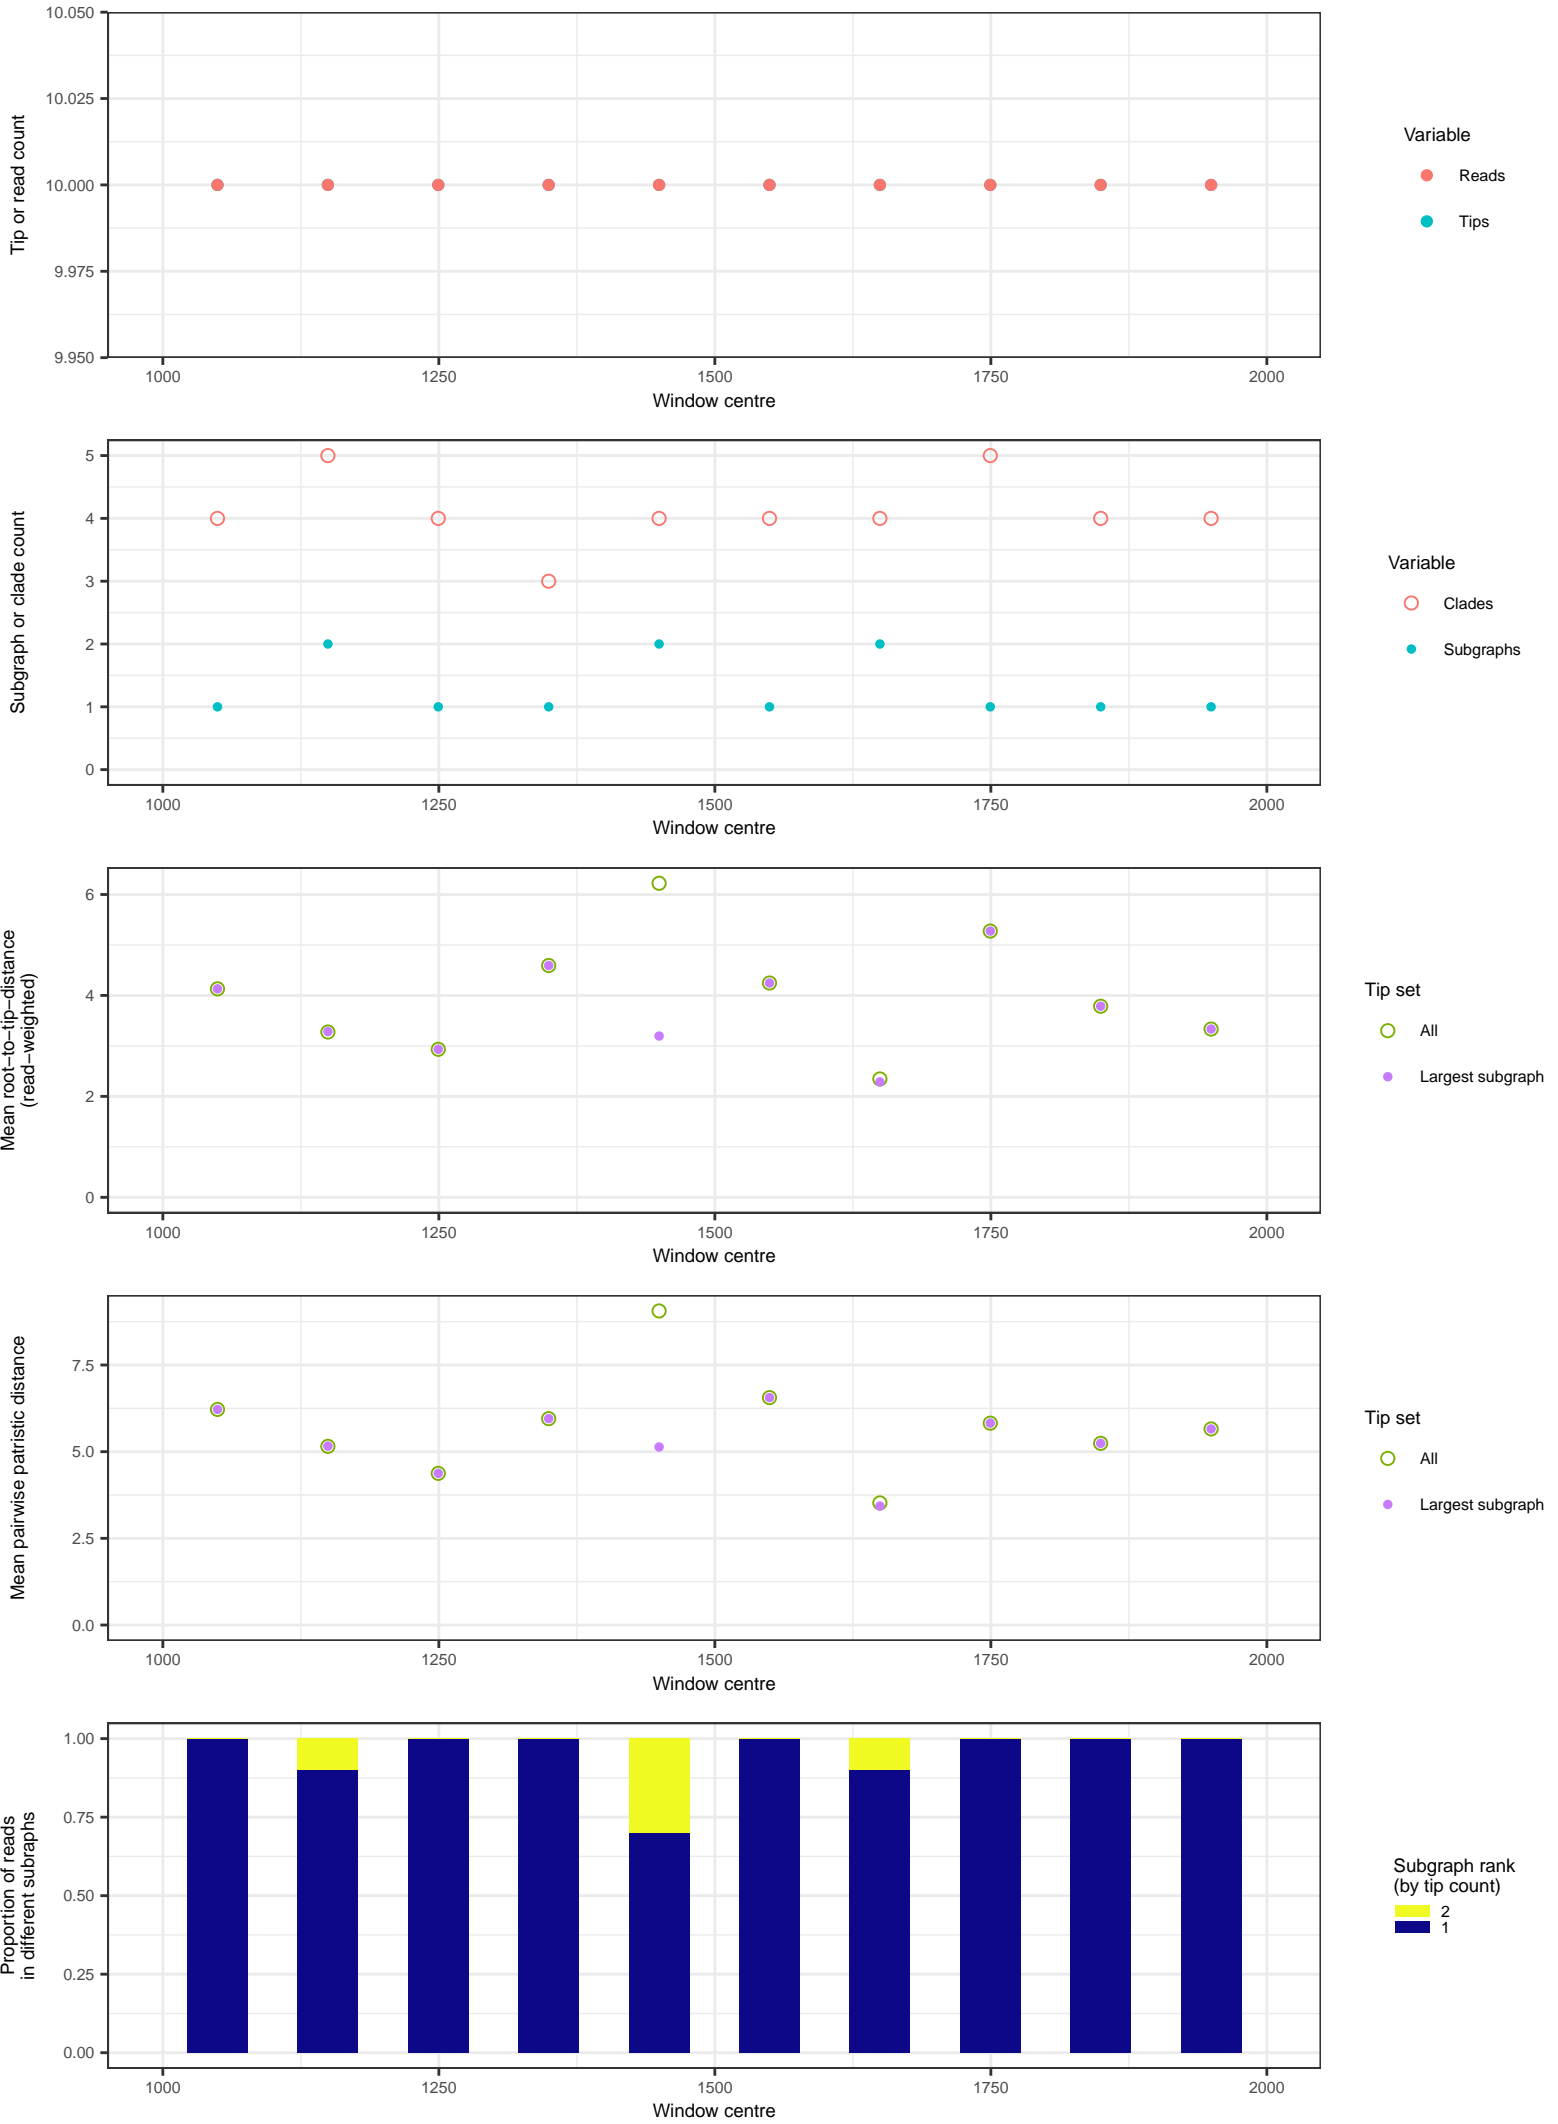 10.050
10.025
10.000
9.975
9.950
Tip or read count
1000 1250 1500 1750 2000
Window centre
Variable
Reads
Tips
5
4
3
2
1
0
Subgraph or clade count
1000 1250 1500 1750 2000
Window centre
Variable
Clades
Subgraphs
6
4
2
0
Mean root−to−tip−distance
(read−weighted)
1000 1250 1500 1750 2000
Window centre
Tip set
All
Largest subgraph
7.5
5.0
2.5
0.0
Mean pairwise patristic distance
1000 1250 1500 1750 2000
Window centre
Tip set
All
Largest subgraph
1.00
0.75
0.50
0.25
0.00
Proportion of reads
in different subraphs
1000 1250 1500 1750 2000
Window centre
Subgraph rank
(by tip count)
2
1